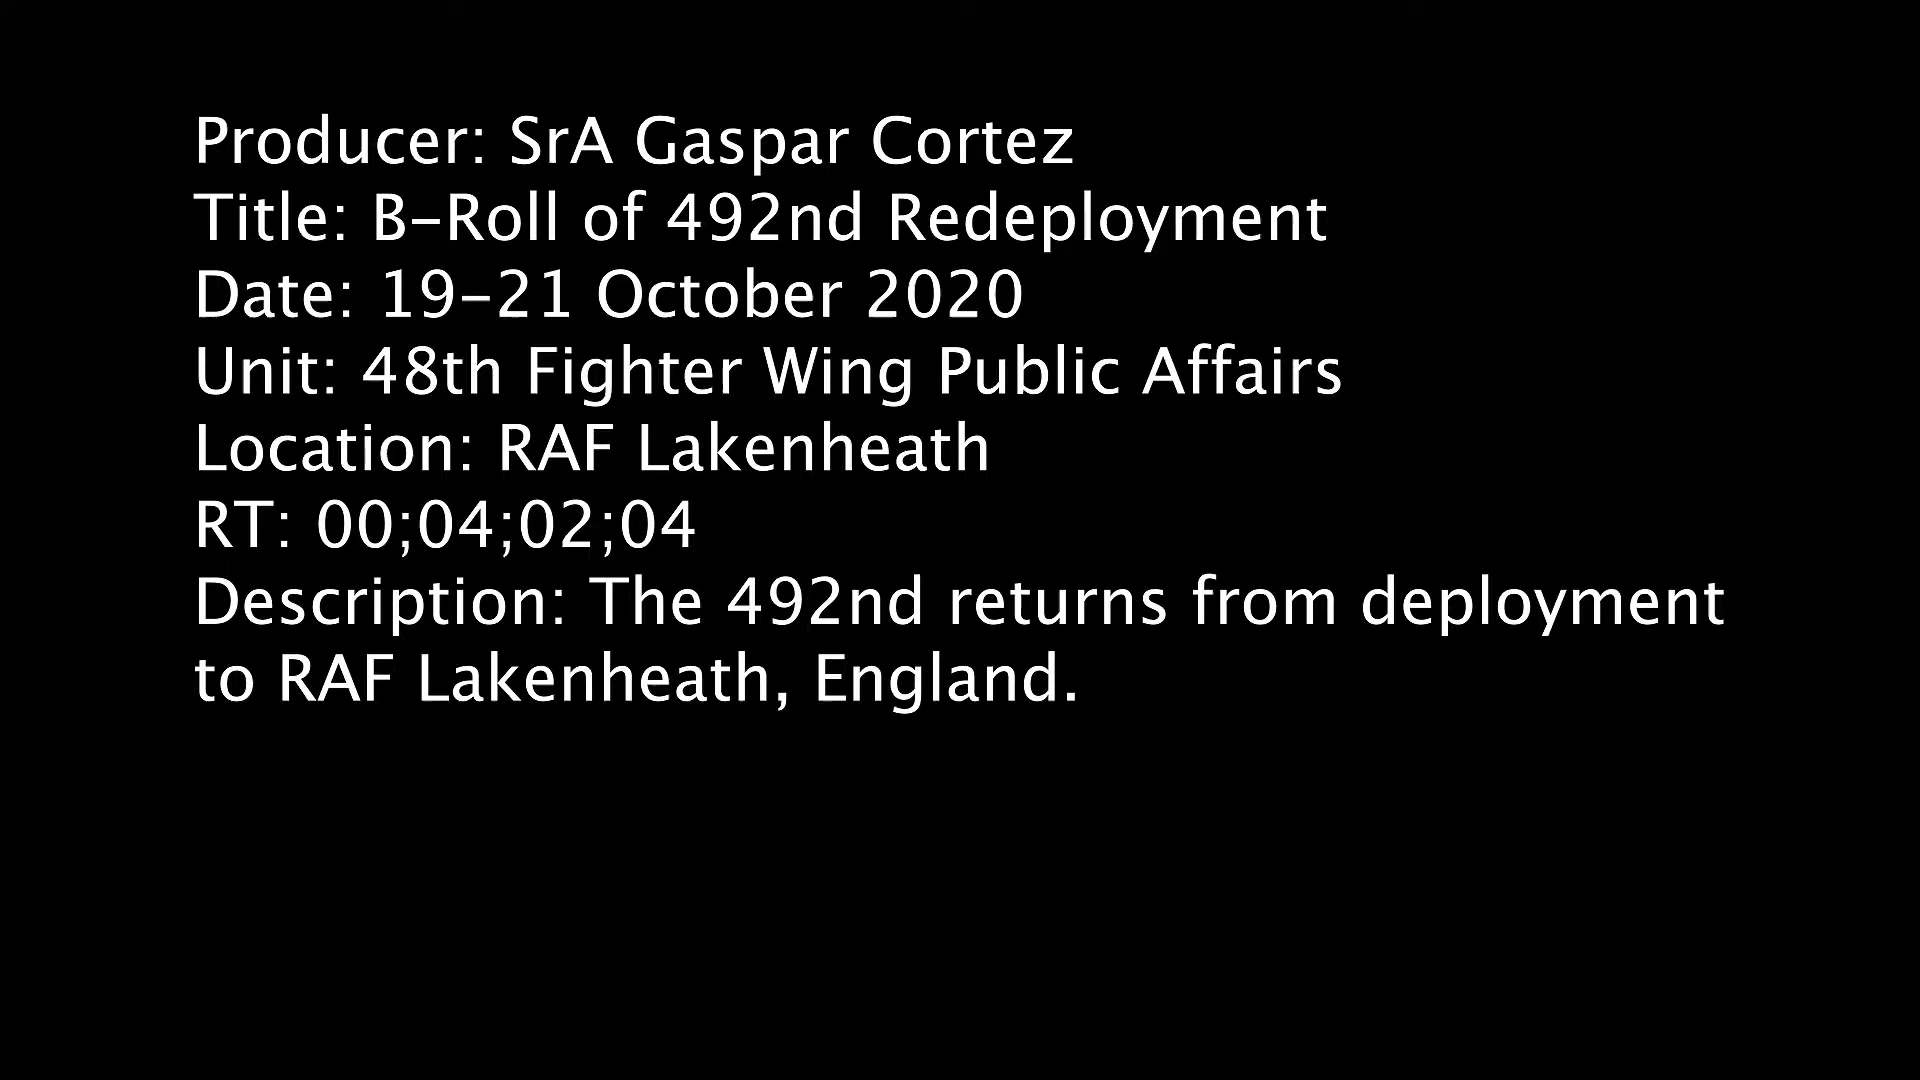 Producer: SrA Gaspar Cortez
Title: B-Roll of 492nd Redeployment
Date: 19-21 October 2020
Unit: 48th Fighter Wing Public Affairs
Location: RAF Lakenheath
RT: 00;04;02;04
Description: The 492nd returns from deployment
to RAF Lakenheath, England.